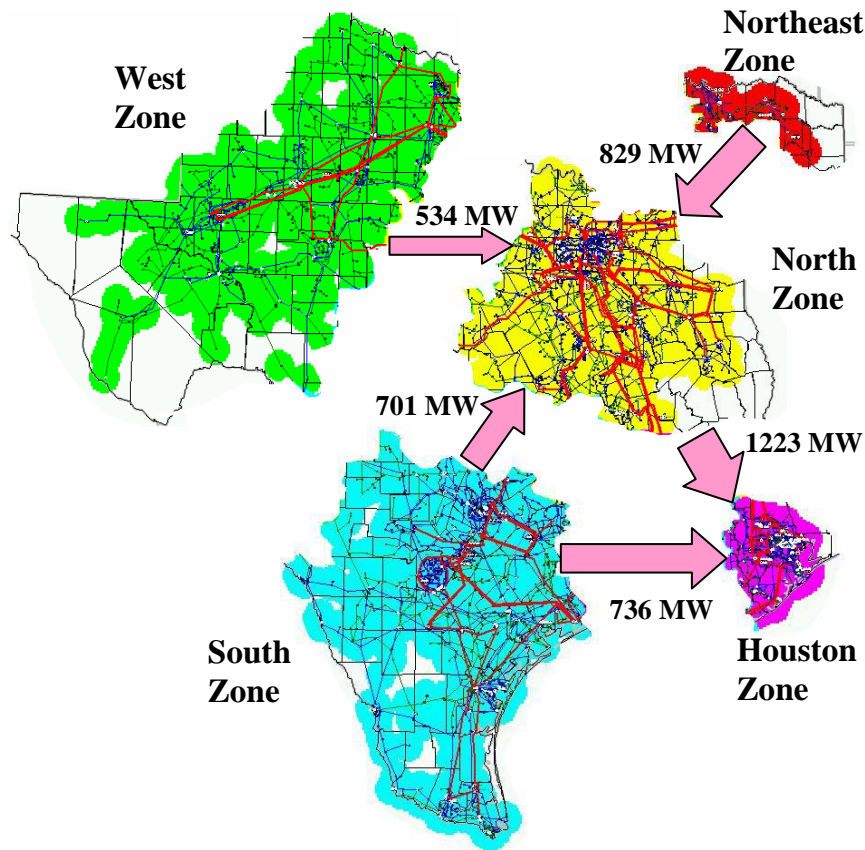 Northeast
Zone
West
Zone
829 MW
534 MW
North
Zone
701 MW
1223 MW
736 MW
South
Zone
Houston
Zone